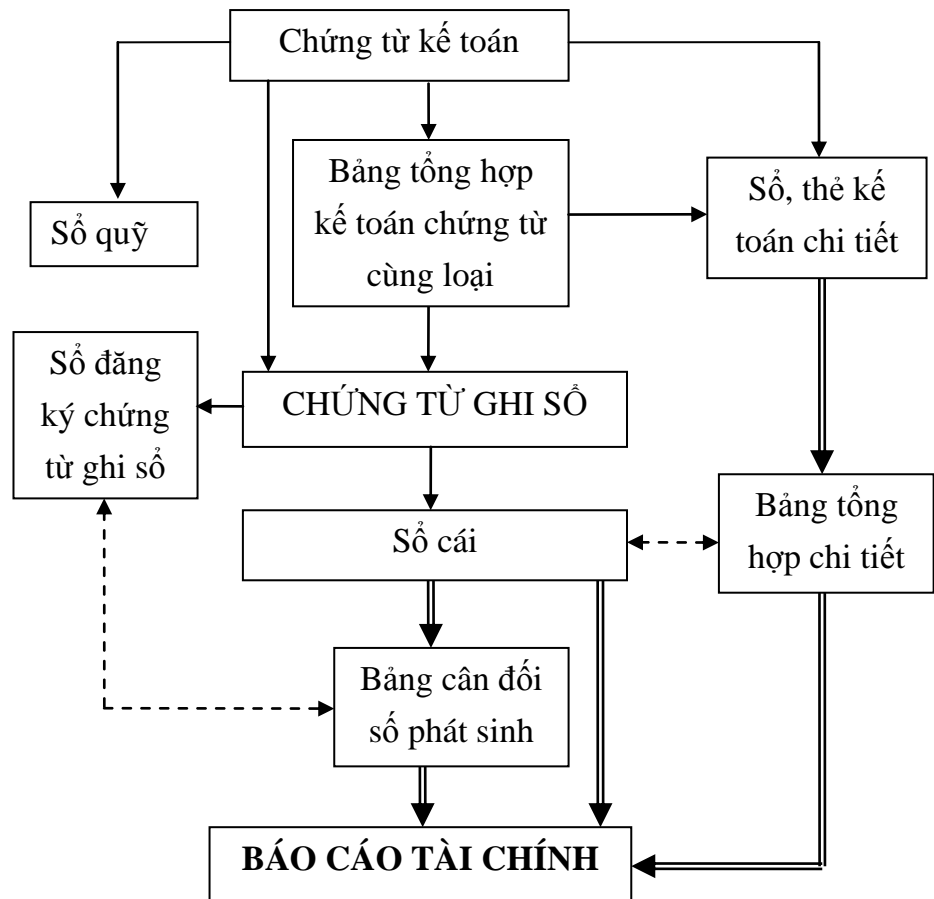 Chứng từ kế toán
Bảng tổng hợp
kế toán chứng từ
cùng loại
Sổ, thẻ kế
toán chi tiết
Sổ quỹ
Sổ đăng
ký chứng
từ ghi sổ
CHỨNG TỪ GHI SỔ
Sổ cái
Bảng tổng
hợp chi tiết
Bảng cân đối
số phát sinh
BÁO CÁO TÀI CHÍNH